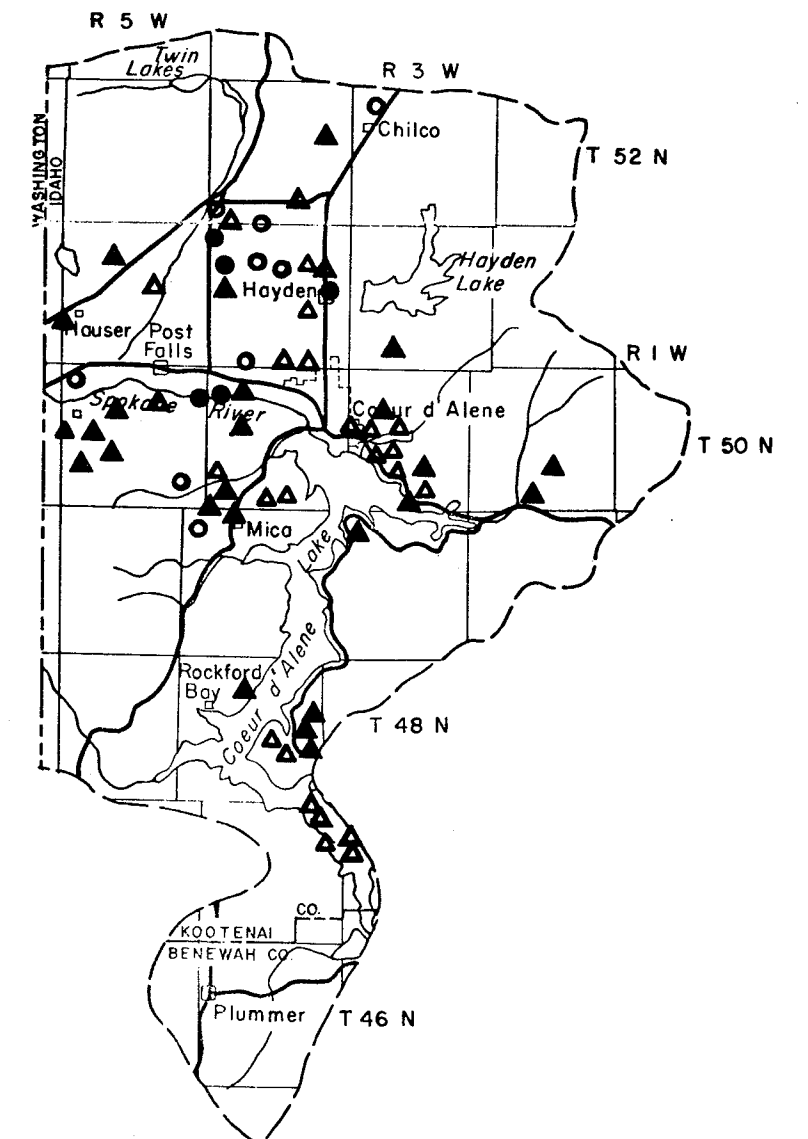 R 5 W
Twin
Lakes
R 3 W
Chilco
T 52 N
WASHINGTON
IDAHO
Hayden
Lake
Hayden
Hauser
Post
Falls
R I W
Spokane
River
Coeur d Alene
T 50 N
Mica
Lake
Rockford
Bay
Coeur d'Alene
T 48 N
CO.
KOOTENAI
BENEWAH CO.
Plummer
T 46 N